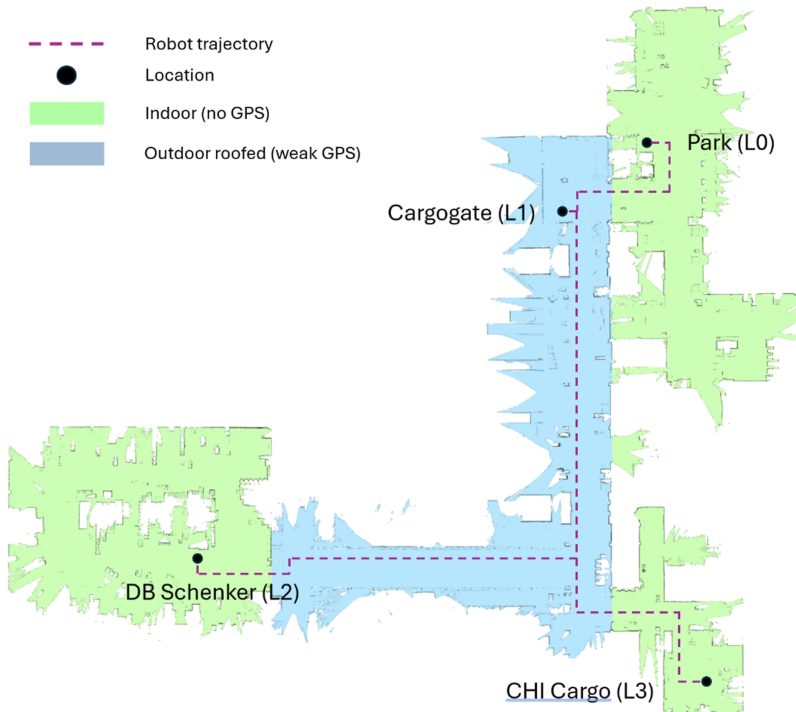 Robot trajectory
Location
Indoor (no GPS)
Outdoor roofed (weak GPS)
Park (L0)
Cargogate (L1)
DB Schenker (L2)
CHI Cargo (L3)